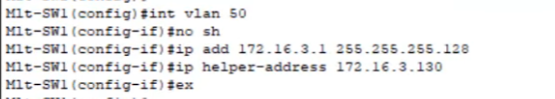 Mlt-SW1(config)#int vlan 50
Mlt-SW1(config-if)#no sh
Mlt-SW1(config-if)#ip add 172.16.3.1 255.255.255.128
Mlt-SW1(config-if)#ip helper-address 172.16.3.130
Mlt-SW1(config-if)#ex